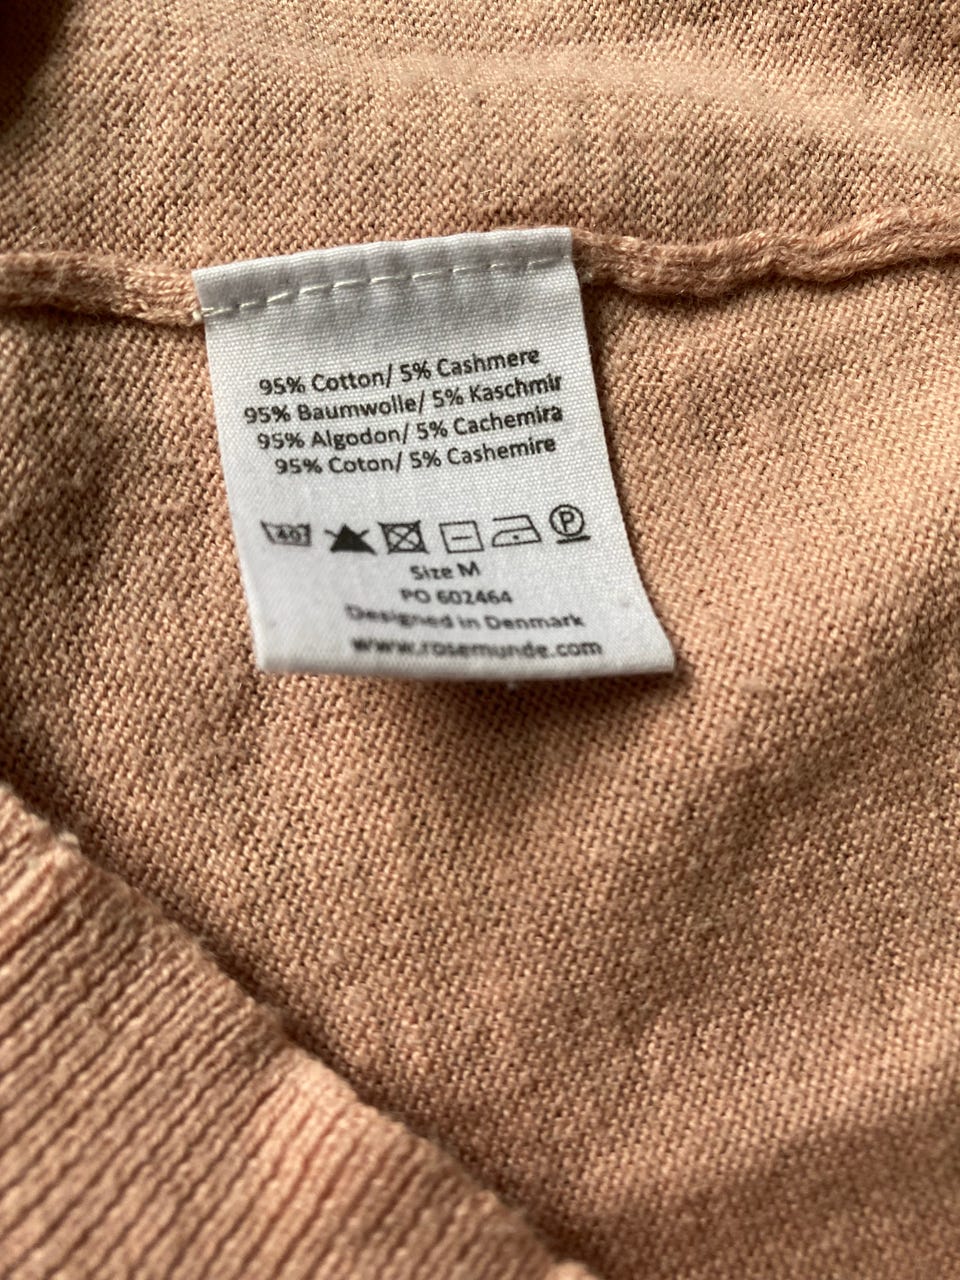 95% Cotton/ 5% Cashmere
95% Baumwolle/ 5% Kaschmir
95% Algodon/ 5% Cachemira
95% Coton/ 5% Cashemire
40 P
Size M
PO 602464
Designed in Denmark
www.rosemunde.com